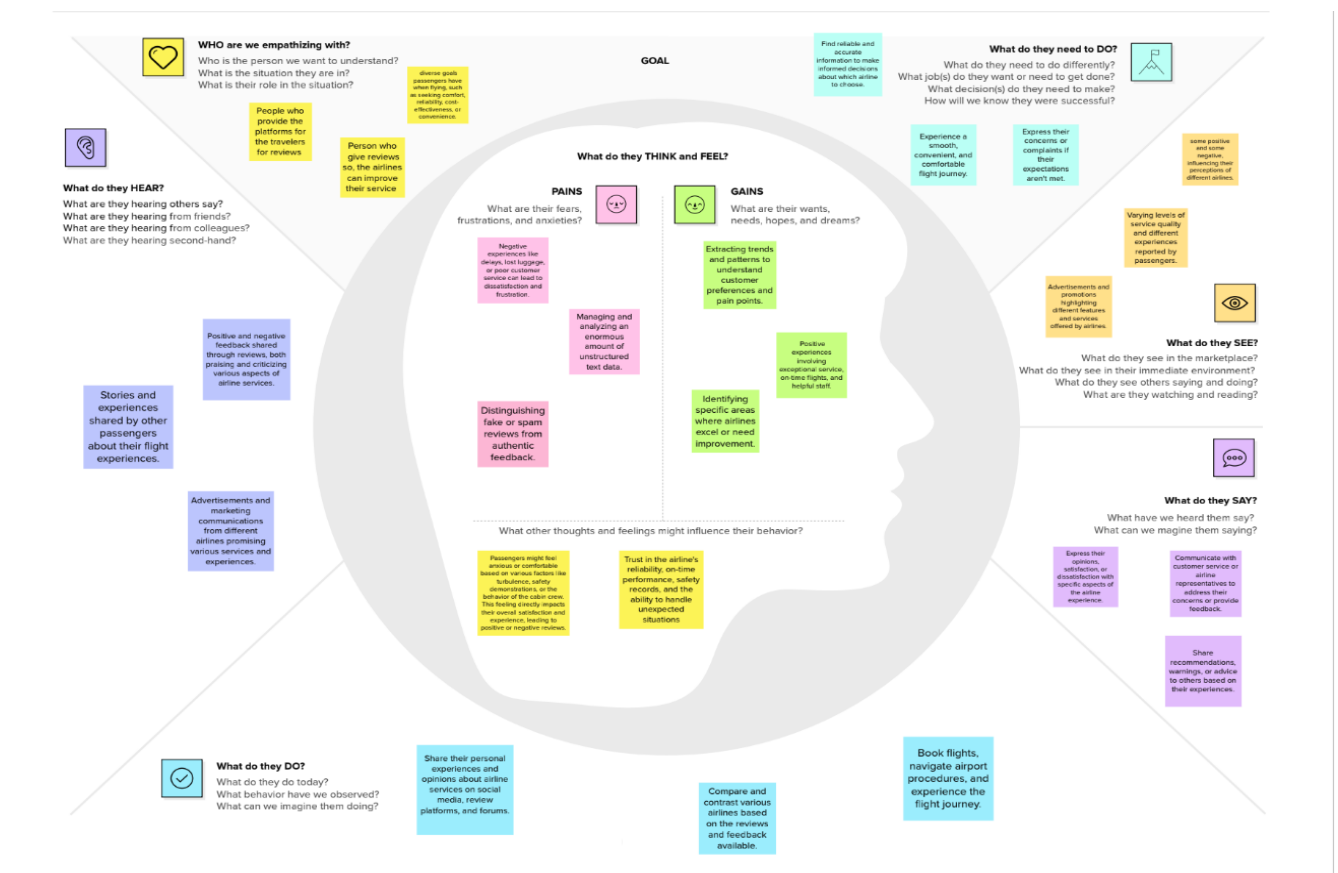 WHO are we empathizing with?
Who is the person we want to understand?
What is the situation they are in?
What is their role in the situation?
diverse goals
passengers have
when flying, such
as seeking comfort,
reliability, cost-
effectiveness, or
convenience.
People who
provide the
platforms for
the travelers
for reviews
Person who
give reviews
so, the airlines
can improve
their service
GOAL
Find reliable and
accurate
information to make
informed decisions
about which airline
to choose.
What do they need to DO?
What do they need to do differently?
What job(s) do they want or need to get done?
What decision(s) do they need to make?
How will we know they were successful?
Experience a
smooth,
convenient, and
comfortable
flight journey.
Express their
concerns or
complaints if
their
expectations
aren't met.
What do they HEAR?
What are they hearing others say?
What are they hearing from friends?
What are they hearing from colleagues?
What are they hearing second-hand?
Positive and negative
feedback shared
through reviews, both
praising and criticizing
various aspects of
airline services.
Stories and
experiences
shared by other
passengers
about their flight
experiences.
Advertisements and
marketing
communications
from different
airlines promising
various services and
experiences.
What do they THINK and FEEL?
PAINS
What are their fears,
frustrations, and anxieties?
Negative
experiences like
delays, lost luggage,
or poor customer
service can lead to
dissatisfaction and
frustration.
Managing and
analyzing an
enormous
amount of
unstructured
text data.
Distinguishing
fake or spam
reviews from
authentic
feedback.
GAINS
What are their wants,
needs, hopes, and dreams?
Extracting trends
and patterns to
understand
customer
preferences and
pain points.
Positive
experiences
involving
exceptional service,
on-time flights, and
helpful staff.
Identifying
specific areas
where airlines
excel or need
improvement.
What other thoughts and feelings might influence their behavior?
Passengers might feel
anxious or comfortable
based on various factors like
turbulence, safety
demonstrations, or the
behavior of the cabin crew.
This feeling directly impacts
their overall satisfaction and
experience, leading to
positive or negative reviews.
Trust in the airline's
reliability, on-time
performance, safety
records, and the
ability to handle
unexpected
situations
some positive
and some
negative,
influencing their
perceptions of
different airlines.
Varying levels of
service quality
and different
experiences
reported by
passengers.
Advertisements and
promotions
highlighting
different features
and services
offered by airlines.
What do they SEE?
What do they see in the marketplace?
What do they see in their immediate environment?
What do they see others saying and doing?
What are they watching and reading?
What do they SAY?
What have we heard them say?
What can we magine them saying?
Express their
opinions,
satisfaction, or
dissatisfaction with
specific aspects of
the airline
experience.
Communicate with
customer service or
airline
representatives to
address their
concerns or provide
feedback.
Share
recommendations,
warnings, or advice
to others based on
their experiences.
What do they DO?
What do they do today?
What behavior have we observed?
What can we imagine them doing?
Share their personal
experiences and
opinions about airline
services on social
media, review
platforms, and forums.
Compare and
contrast various
airlines based
on the reviews
and feedback
available.
Book flights,
navigate airport
procedures, and
experience the
flight journey.